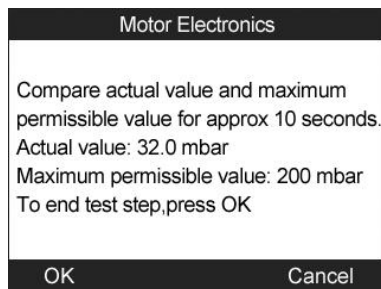 Motor Electronics
Compare actual value and maximum
permissible value for approx 10 seconds.
Actual value: 32.0 mbar
Maximum permissible value: 200 mbar
To end test step,press OK
OK Cancel